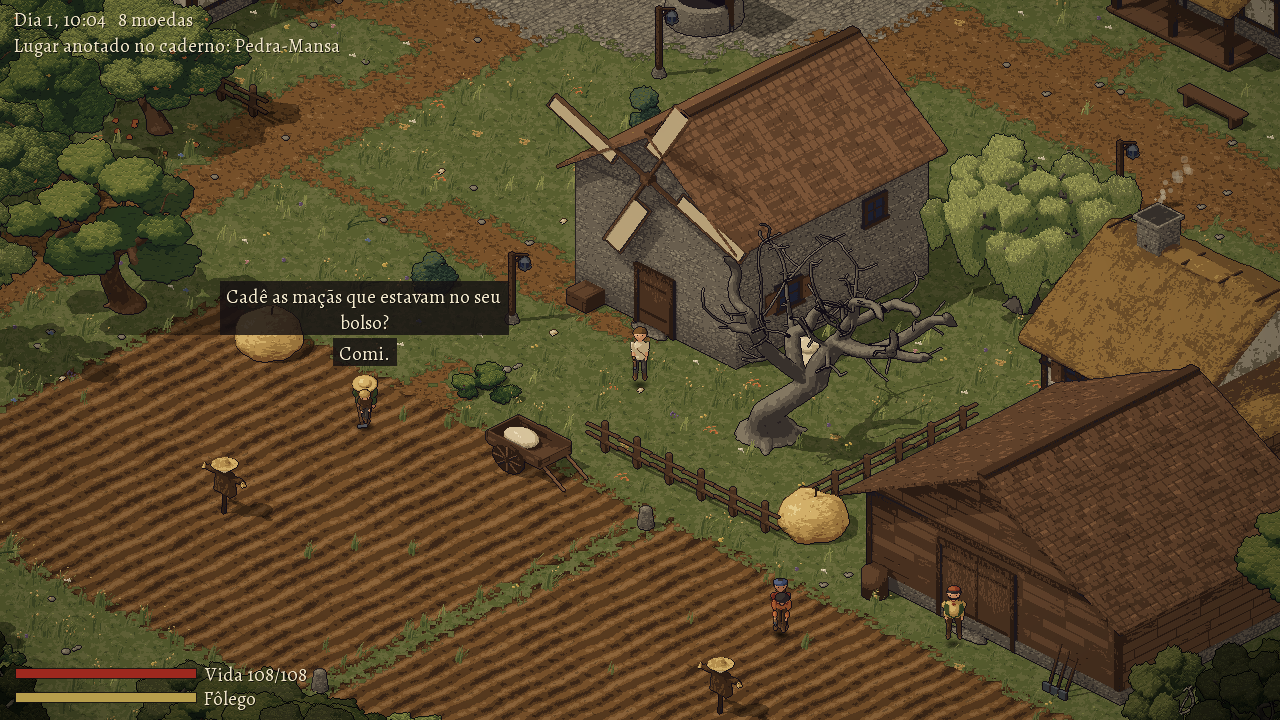 Dia 1, 10:04 8 moedas
Lugar anotado no caderno: Pedra-Mansa
Cadê as maçãs que estavam no seu
bolso?
Comi.
Vida 108/108
Fôlego